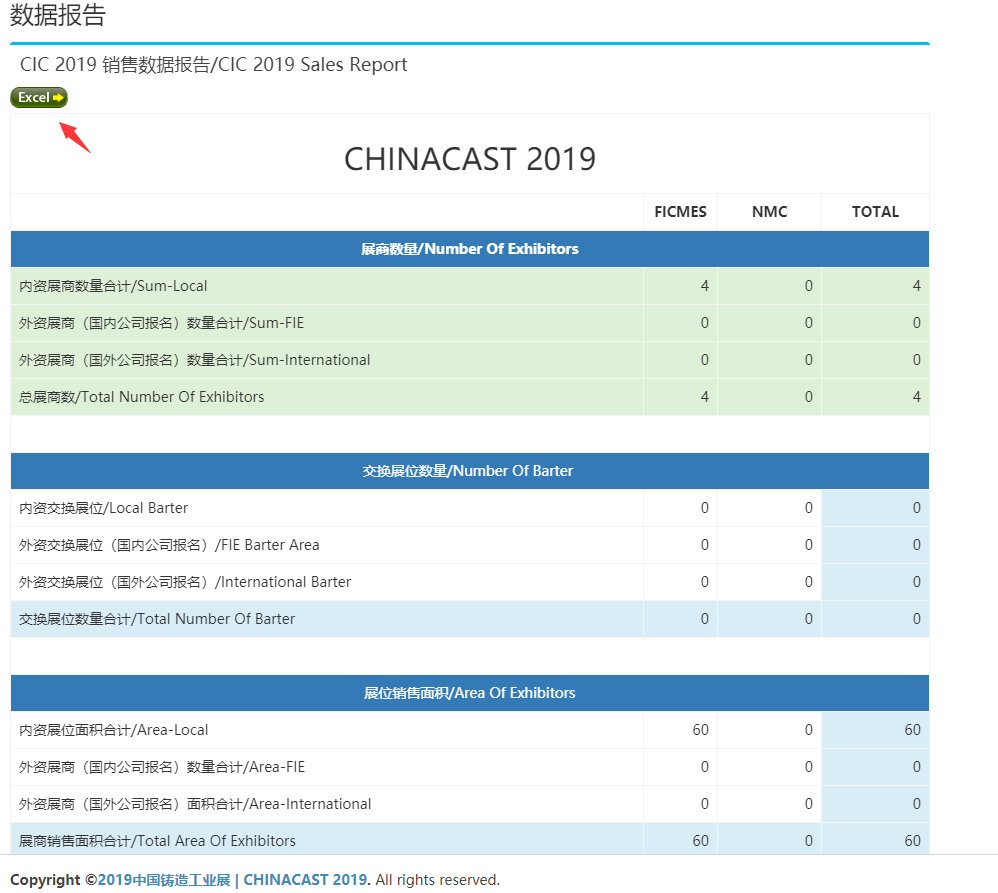 数据报告
CIC 2019 销售数据报告/CIC 2019 Sales Report
Excel
CHINACAST 2019
FICMES NMC TOTAL
展商数量/Number Of Exhibitors
内资展商数量合计/Sum-Local 4 0 4
外资展商（国内公司报名）数量合计/Sum-FIE 0 0 0
外资展商（国外公司报名）数量合计/Sum-International 0 0 0
总展商数/Total Number Of Exhibitors 4 0 4
交换展位数量/Number Of Barter
内资交换展位/Local Barter 0 0 0
外资交换展位（国内公司报名）/FIE Barter Area 0 0 0
外资交换展位（国外公司报名）/International Barter 0 0 0
交换展位数量合计/Total Number Of Barter 0 0 0
展位销售面积/Area Of Exhibitors
内资展位面积合计/Area-Local 60 0 60
外资展商（国内公司报名）数量合计/Area-FIE 0 0 0
外资展商（国外公司报名）面积合计/Area-International 0 0 0
展商销售面积合计/Total Area Of Exhibitors 60 0 60
Copyright ©2019中国铸造工业展 | CHINACAST 2019. All rights reserved.